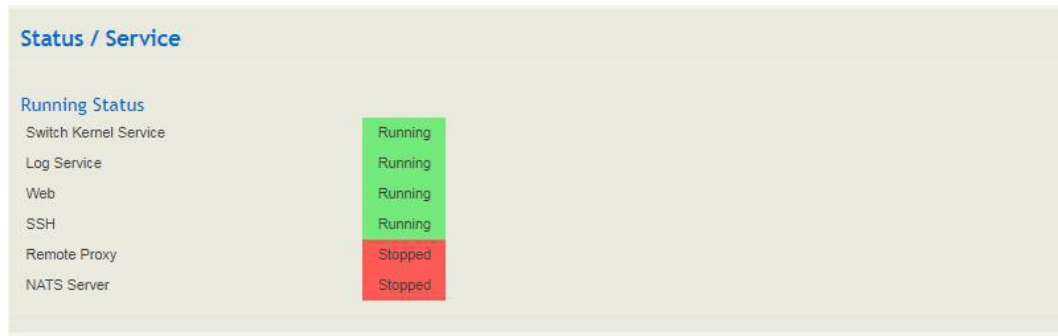 Status / Service
Running Status
Switch Kernel Service Running
Log Service Running
Web Running
SSH Running
Remote Proxy Stopped
NATS Server Stopped